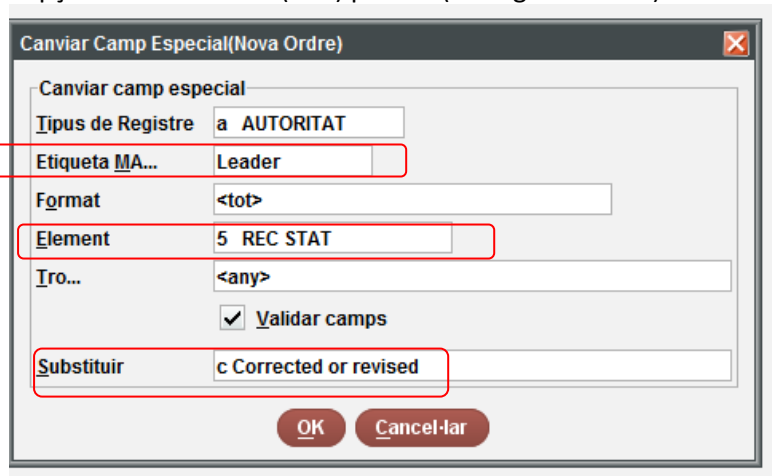 Canviar Camp Especial(Nova Ordre)
Canviar camp especial
Tipus de Registre a AUTORITAT
Etiqueta MA... Leader
Format <tot>
Element 5 REC STAT
Tro... <any>
Validar camps
Substituir c Corrected or revised
OK Cancel·lar